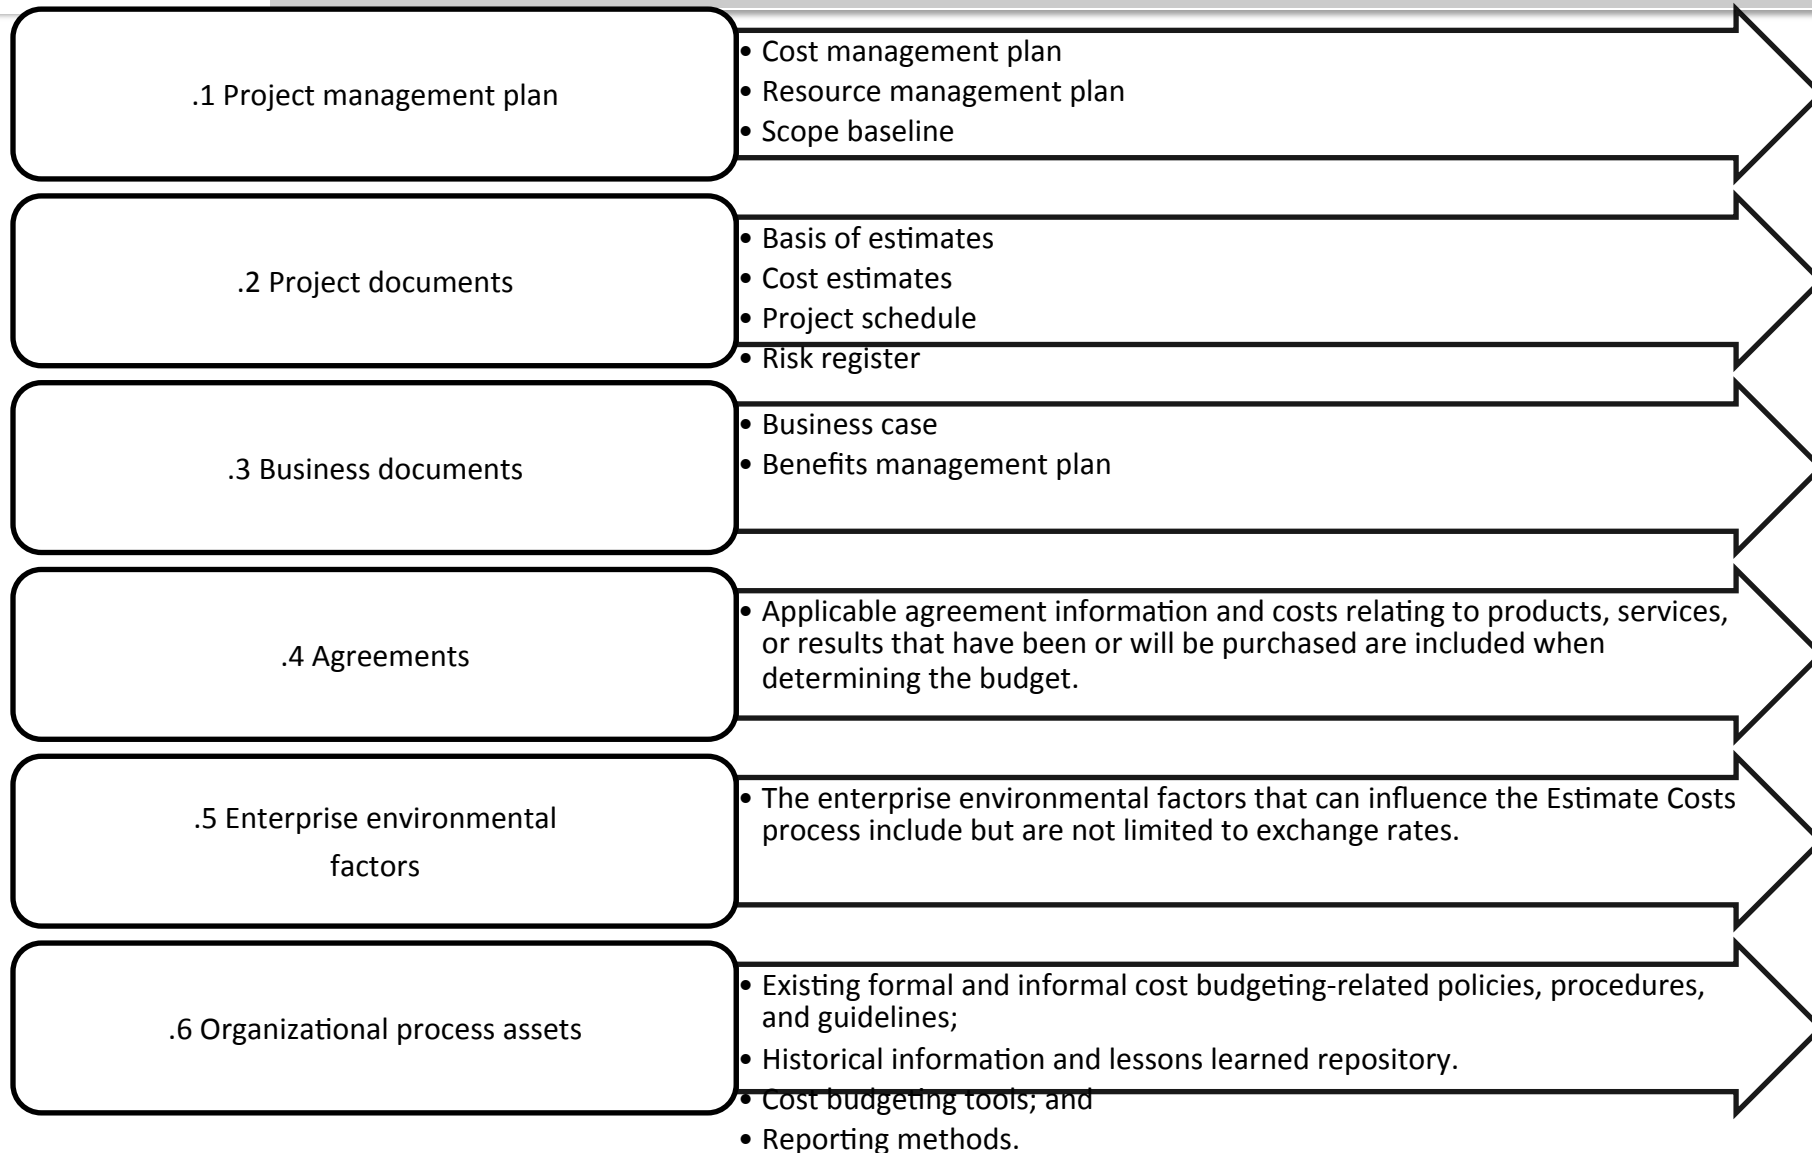 .1 Project management plan
• Cost management plan
• Resource management plan
• Scope baseline
.2 Project documents
• Basis of estimates
• Cost estimates
• Project schedule
• Risk register
.3 Business documents
• Business case
• Benefits management plan
.4 Agreements
• Applicable agreement information and costs relating to products, services,
or results that have been or will be purchased are included when
determining the budget.
.5 Enterprise environmental
factors
• The enterprise environmental factors that can influence the Estimate Costs
process include but are not limited to exchange rates.
.6 Organizational process assets
• Existing formal and informal cost budgeting-related policies, procedures,
and guidelines;
• Historical information and lessons learned repository.
• Cost budgeting tools; and
• Reporting methods.